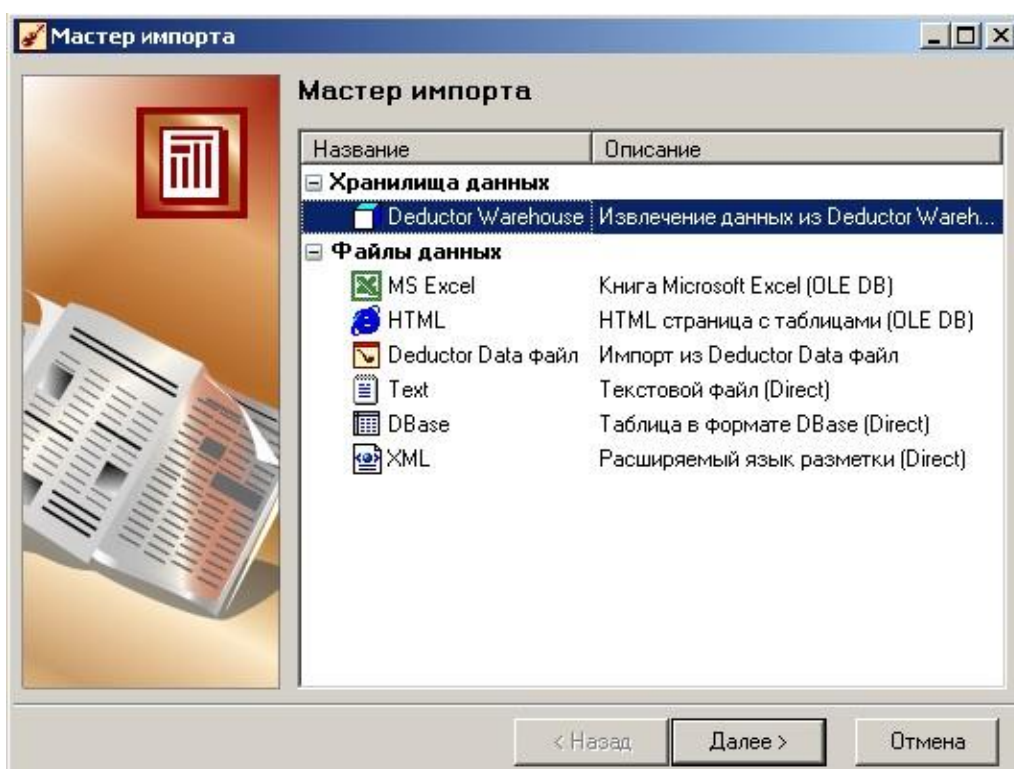 Мастер импорта
Мастер импорта
Название Описание
Хранилища данных
Deductor Warehouse Извлечение данных из Deductor Wareh...
Файлы данных
MS Excel Книга Microsoft Excel (OLE DB)
HTML HTML страница с таблицами (OLE DB)
Deductor Data файл Импорт из Deductor Data файл
Text Текстовой файл (Direct)
DBase Таблица в формате DBase (Direct)
XML Расширяемый язык разметки (Direct)
< Назад Далее > Отмена